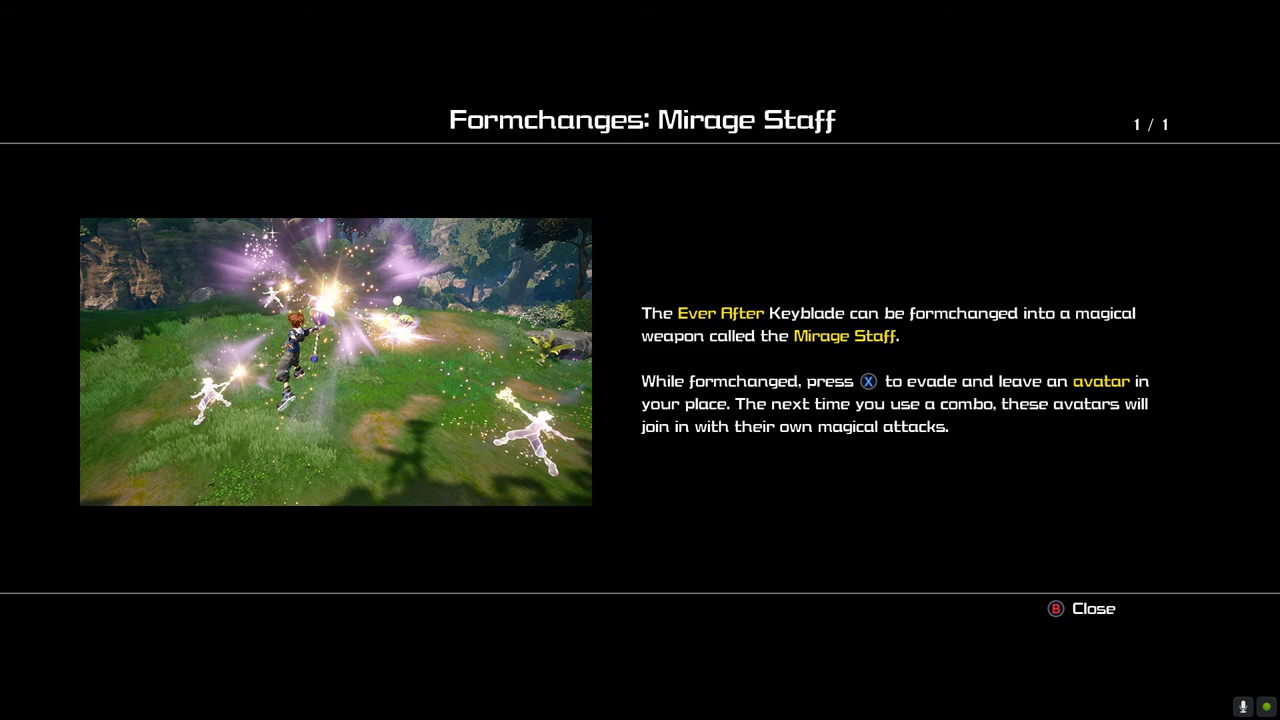 Formchanges: Mirage Staff
1 / 1
The Ever After Keyblade can be formchanged into a magical
weapon called the Mirage Staff.
While formchanged, press X to evade and leave an avatar in
your place. The next time you use a combo, these avatars will
join in with their own magical attacks.
B Close